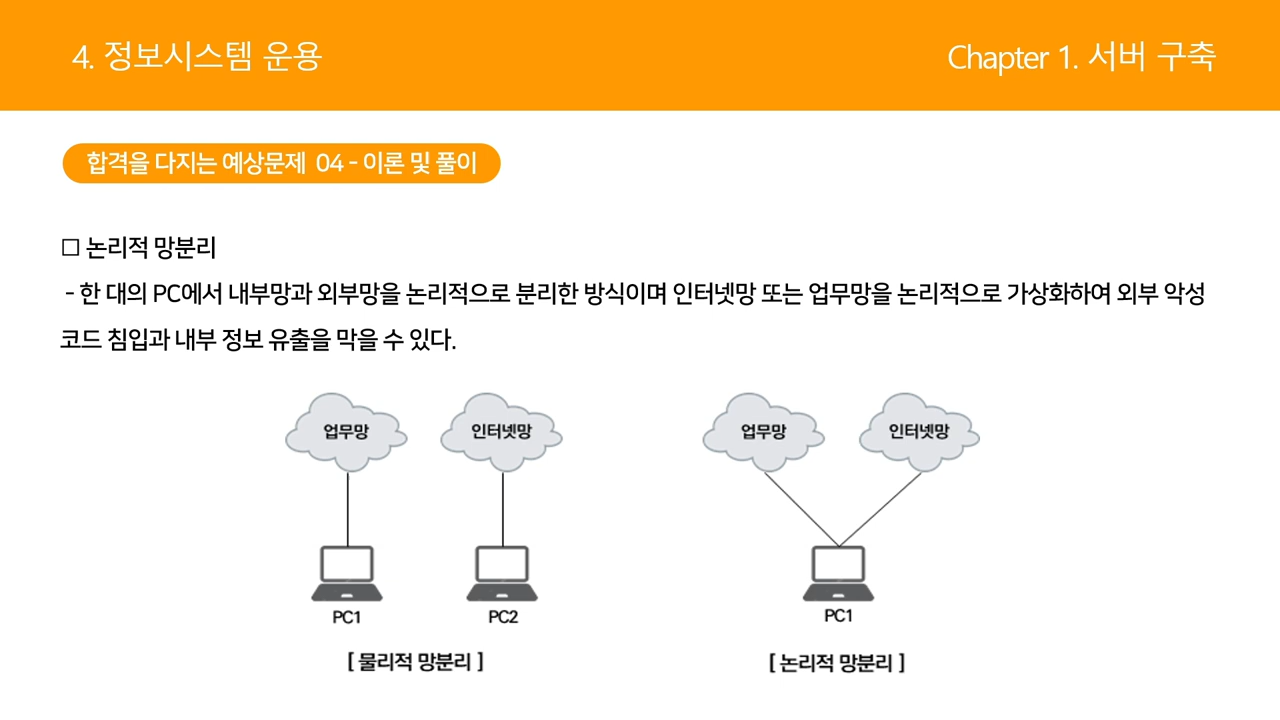 4. 정보시스템 운용
Chapter 1. 서버 구축
합격을 다지는 예상문제 04 - 이론 및 풀이
□ 논리적 망분리
- 한 대의 PC에서 내부망과 외부망을 논리적으로 분리한 방식이며 인터넷망 또는 업무망을 논리적으로 가상화하여 외부 악성
코드 침입과 내부 정보 유출을 막을 수 있다.
업무망
인터넷망
업무망
인터넷망
PC1
PC2
PC1
[ 물리적 망분리 ]
[ 논리적 망분리 ]